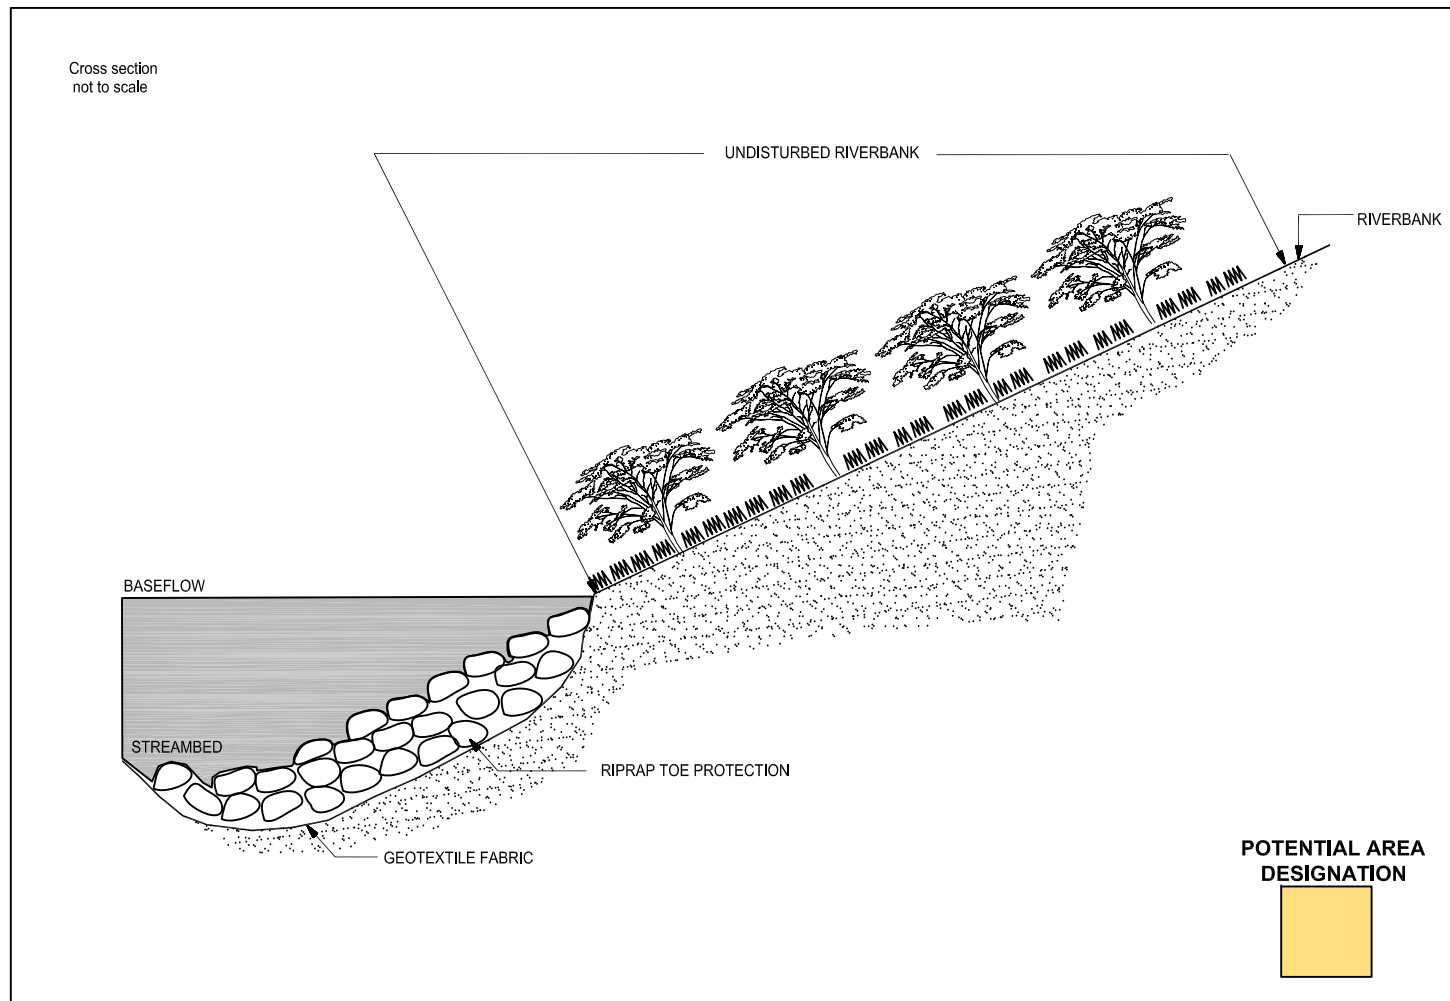 Cross section
not to scale
UNDISTURBED RIVERBANK
RIVERBANK
BASEFLOW
STREAMBED
RIPRAP TOE PROTECTION
GEOTEXTILE FABRIC
POTENTIAL AREA
DESIGNATION